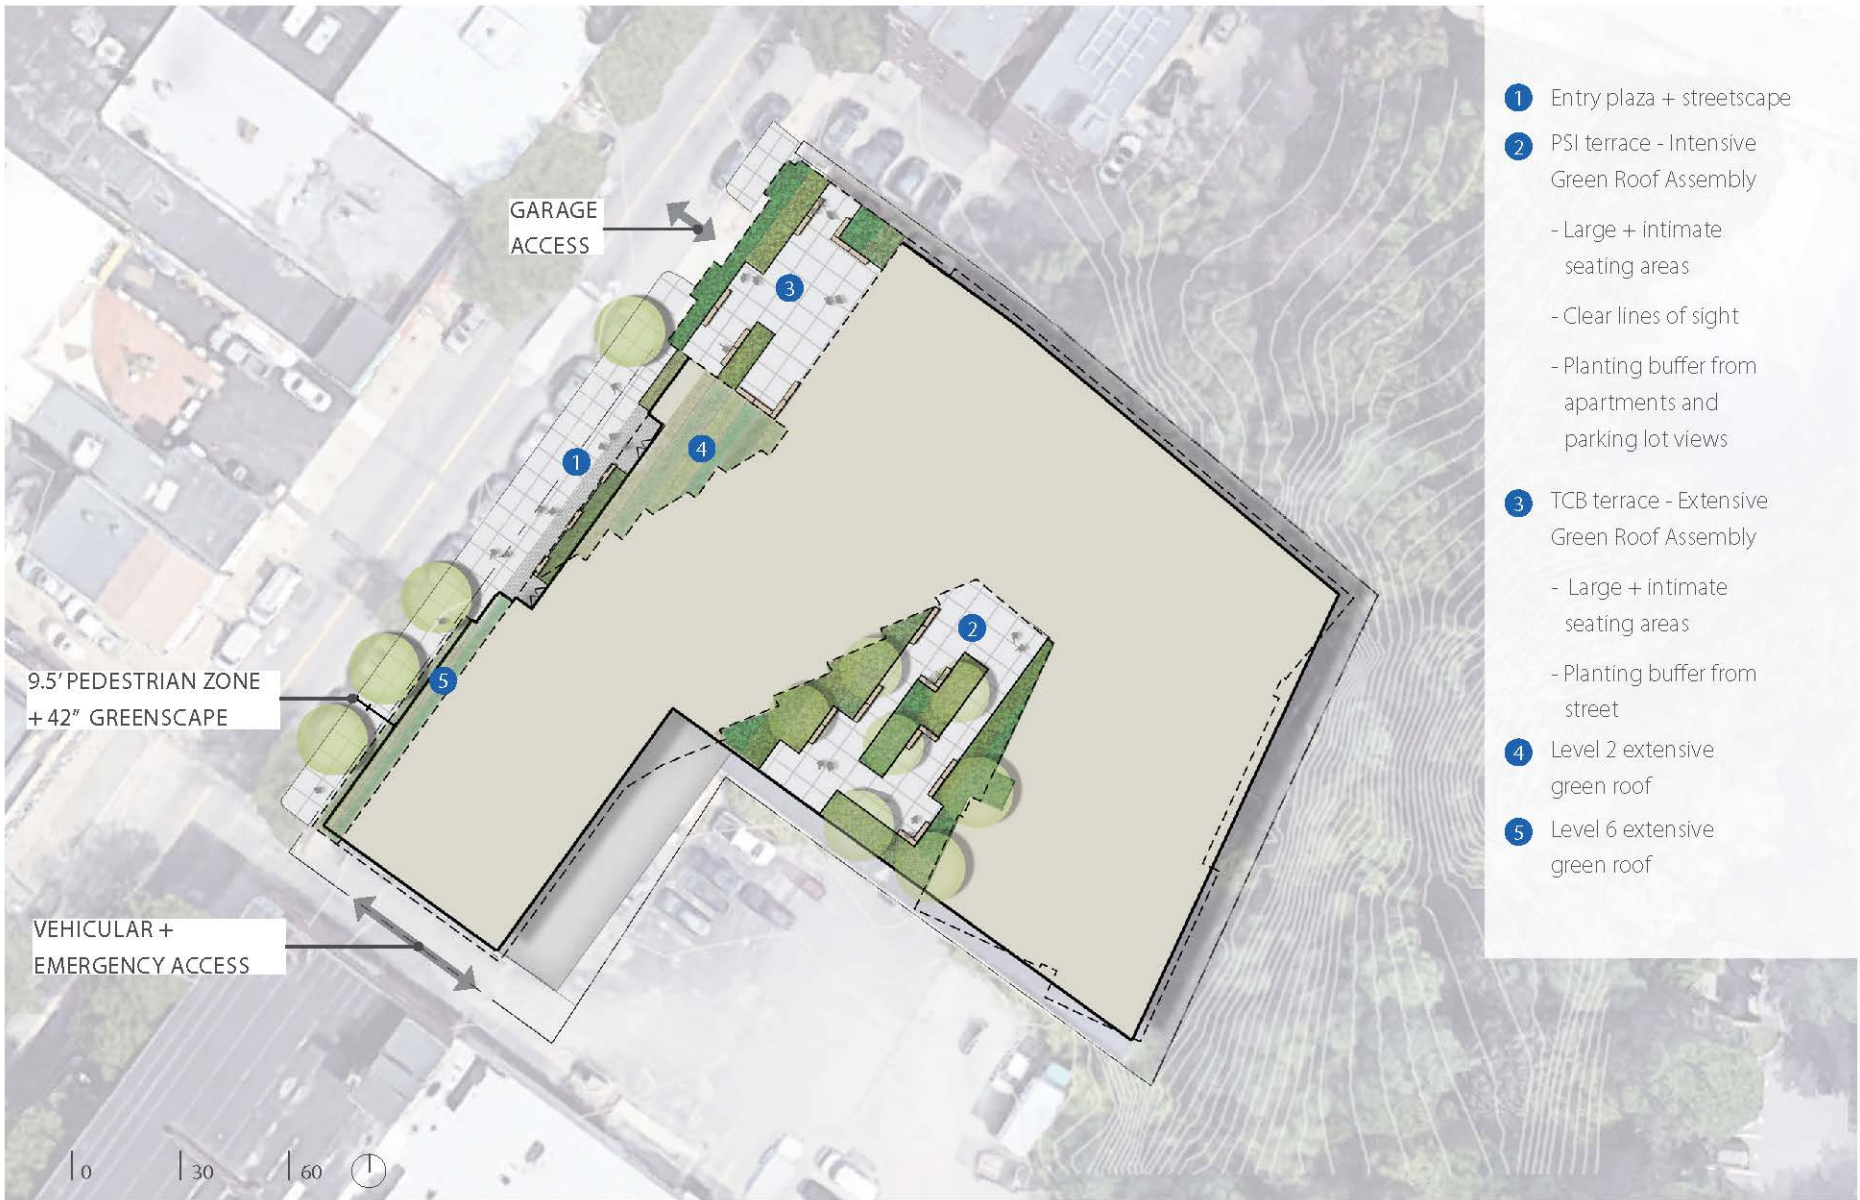 GARAGE
ACCESS
9.5' PEDESTRIAN ZONE
+ 42" GREENSCAPE
VEHICULAR +
EMERGENCY ACCESS
1
2
3
4
5
0 30 60
1 Entry plaza + streetscape
2 PSI terrace - Intensive
Green Roof Assembly
- Large + intimate
seating areas
- Clear lines of sight
- Planting buffer from
apartments and
parking lot views
3 TCB terrace - Extensive
Green Roof Assembly
- Large + intimate
seating areas
- Planting buffer from
street
4 Level 2 extensive
green roof
5 Level 6 extensive
green roof